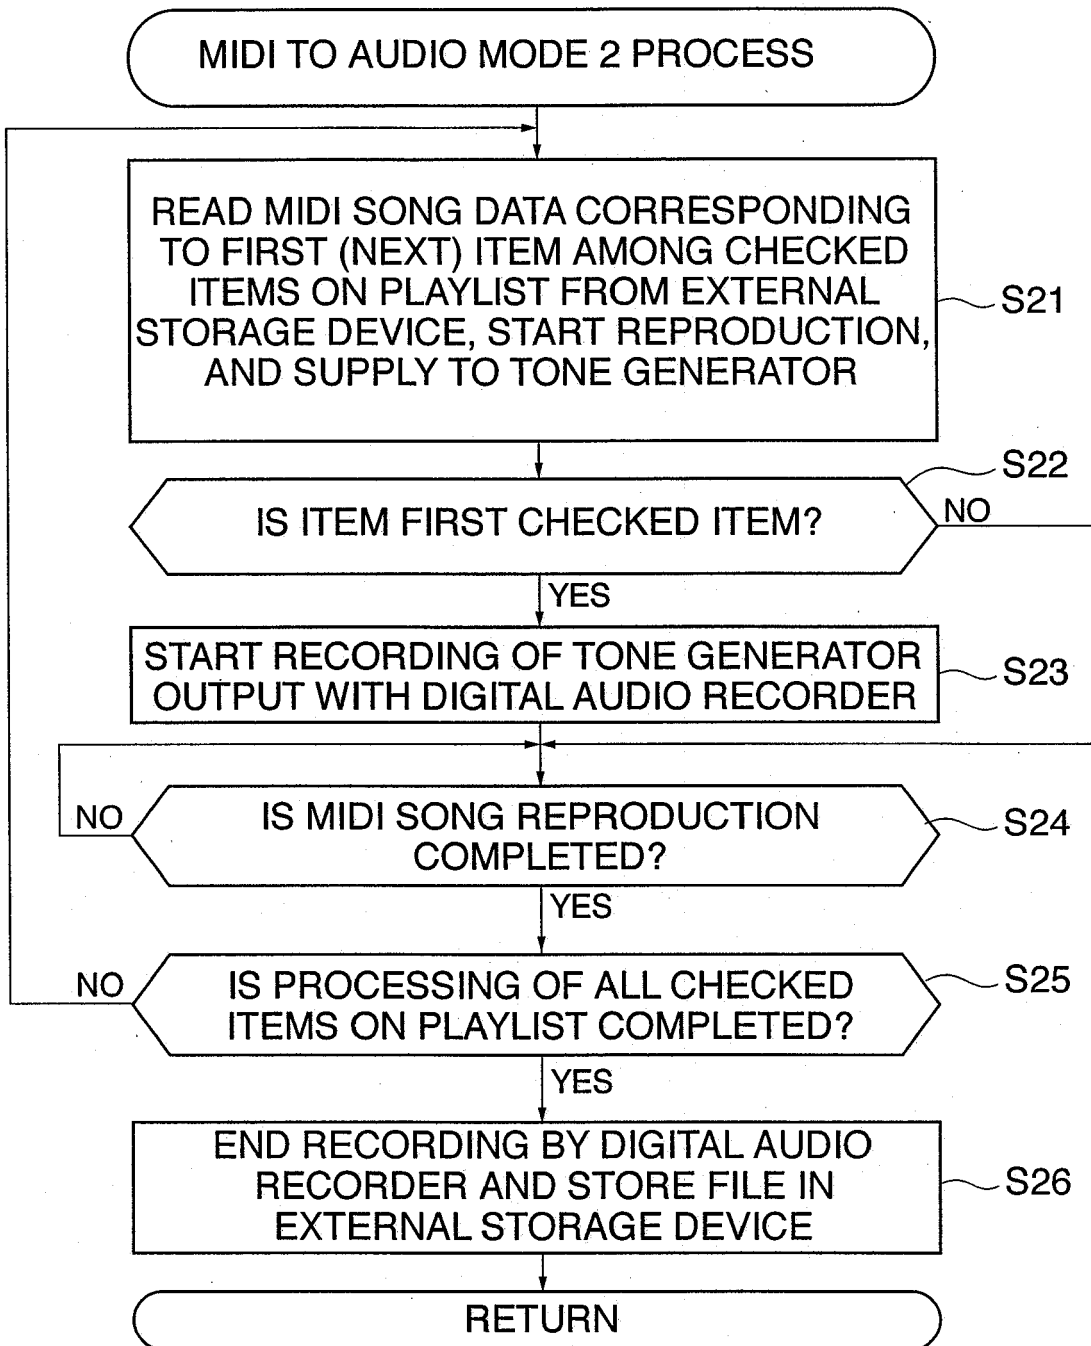 MIDI TO AUDIO MODE 2 PROCESS
READ MIDI SONG DATA CORRESPONDING
TO FIRST (NEXT) ITEM AMONG CHECKED
ITEMS ON PLAYLIST FROM EXTERNAL
STORAGE DEVICE, START REPRODUCTION,
AND SUPPLY TO TONE GENERATOR
S21
S22
IS ITEM FIRST CHECKED ITEM?
NO
YES
START RECORDING OF TONE GENERATOR
OUTPUT WITH DIGITAL AUDIO RECORDER
S23
NO
IS MIDI SONG REPRODUCTION
COMPLETED?
S24
YES
NO
IS PROCESSING OF ALL CHECKED
ITEMS ON PLAYLIST COMPLETED?
S25
YES
END RECORDING BY DIGITAL AUDIO
RECORDER AND STORE FILE IN
EXTERNAL STORAGE DEVICE
S26
RETURN